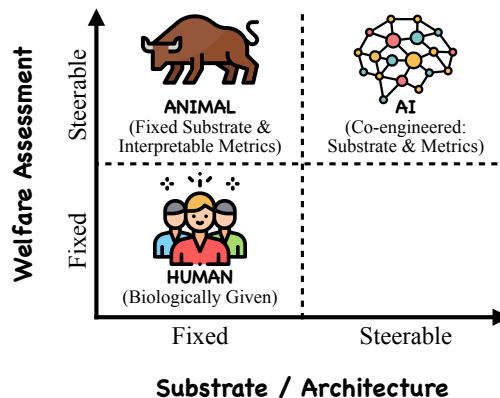 Welfare Assessment
Steerable
Fixed
ANIMAL
(Fixed Substrate &
Interpretable Metrics)
AI
(Co-engineered:
Substrate & Metrics)
HUMAN
(Biologically Given)
Fixed
Steerable
Substrate / Architecture